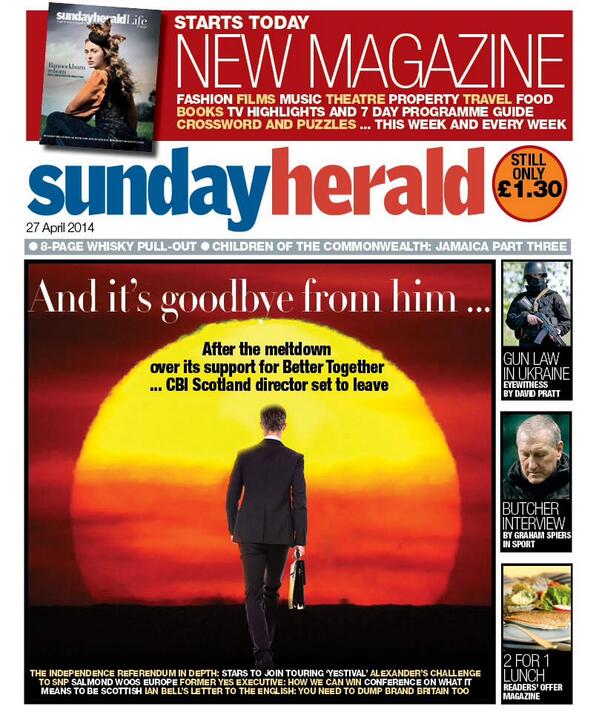 sundayherald Life
Bannockburn
reborn
STARTS TODAY
NEW MAGAZINE
FASHION FILMS MUSIC THEATRE PROPERTY TRAVEL FOOD
BOOKS TV HIGHLIGHTS AND 7 DAY PROGRAMME GUIDE
CROSSWORD AND PUZZLES ... THIS WEEK AND EVERY WEEK
sundayherald
STILL
ONLY
£1.30
27 April 2014
● 8-PAGE WHISKY PULL-OUT ● CHILDREN OF THE COMMONWEALTH: JAMAICA PART THREE
And it's goodbye from him ...
After the meltdown
over its support for Better Together
... CBI Scotland director set to leave
THE INDEPENDENCE REFERENDUM IN DEPTH: STARS TO JOIN TOURING 'YESTIVAL' ALEXANDER'S CHALLENGE
TO SNP SALMOND WOOS EUROPE FORMER YES EXECUTIVE: HOW WE CAN WIN CONFERENCE ON WHAT IT
MEANS TO BE SCOTTISH IAN BELL'S LETTER TO THE ENGLISH: YOU NEED TO DUMP BRAND BRITAIN TOO
GUN LAW
IN UKRAINE
EYEWITNESS
BY DAVID PRATT
BUTCHER
INTERVIEW
BY GRAHAM SPIERS
IN SPORT
2 FOR 1
LUNCH
READERS' OFFER
MAGAZINE